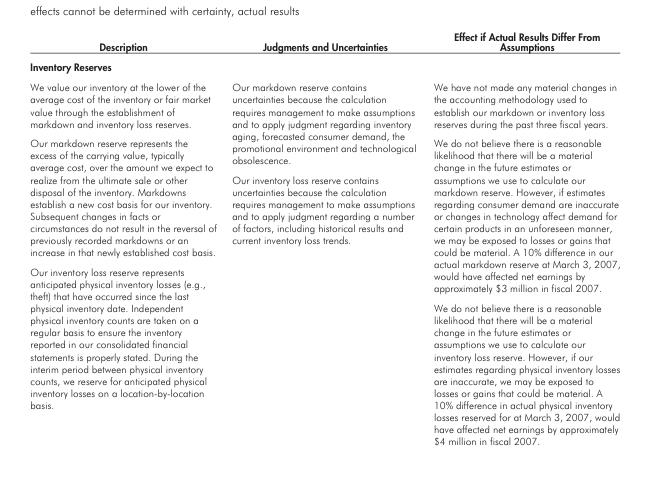 effects cannot be determined with certainty, actual results
Description
Judgments and Uncertainties
Effect if Actual Results Differ From
Assumptions
Inventory Reserves
We value our inventory at the lower of the
average cost of the inventory or fair market
value through the establishment of
markdown and inventory loss reserves.
Our markdown reserve represents the
excess of the carrying value, typically
average cost, over the amount we expect to
realize from the ultimate sale or other
disposal of the inventory. Markdowns
establish a new cost basis for our inventory.
Subsequent changes in facts or
circumstances do not result in the reversal of
previously recorded markdowns or an
increase in that newly established cost basis.
Our inventory loss reserve represents
anticipated physical inventory losses (e.g.,
theft) that have occurred since the last
physical inventory date. Independent
physical inventory counts are taken on a
regular basis to ensure the inventory
reported in our consolidated financial
statements is properly stated. During the
interim period between physical inventory
counts, we reserve for anticipated physical
inventory losses on a location-by-location
basis.
Our markdown reserve contains
uncertainties because the calculation
requires management to make assumptions
and to apply judgment regarding inventory
aging, forecasted consumer demand, the
promotional environment and technological
obsolescence.
Our inventory loss reserve contains
uncertainties because the calculation
requires management to make assumptions
and to apply judgment regarding a number
of factors, including historical results and
current inventory loss trends.
We have not made any material changes in
the accounting methodology used to
establish our markdown or inventory loss
reserves during the past three fiscal years.
We do not believe there is a reasonable
likelihood that there will be a material
change in the future estimates or
assumptions we use to calculate our
markdown reserve. However, if estimates
regarding consumer demand are inaccurate
or changes in technology affect demand for
certain products in an unforeseen manner,
we may be exposed to losses or gains that
could be material. A 10% difference in our
actual markdown reserve at March 3, 2007,
would have affected net earnings by
approximately $3 million in fiscal 2007.
We do not believe there is a reasonable
likelihood that there will be a material
change in the future estimates or
assumptions we use to calculate our
inventory loss reserve. However, if our
estimates regarding physical inventory losses
are inaccurate, we may be exposed to
losses or gains that could be material. A
10% difference in actual physical inventory
losses reserved for at March 3, 2007, would
have affected net earnings by approximately
$4 million in fiscal 2007.